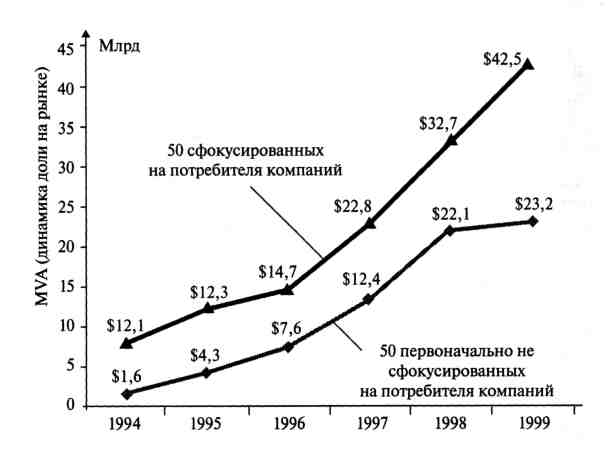 Млрд
MVA (динамика доли на рынке)
45
40
35
30
25
20
15
10
5
0
$42,5
$32,7
50 сфокусированных
на потребителя компаний
$22,8
$22,1
$23,2
$14,7
$12,3
$12,4
$12,1
$7,6
$4,3
$1,6
50 первоначально не
сфокусированных
на потребителя компаний
1994 1995 1996 1997 1998 1999